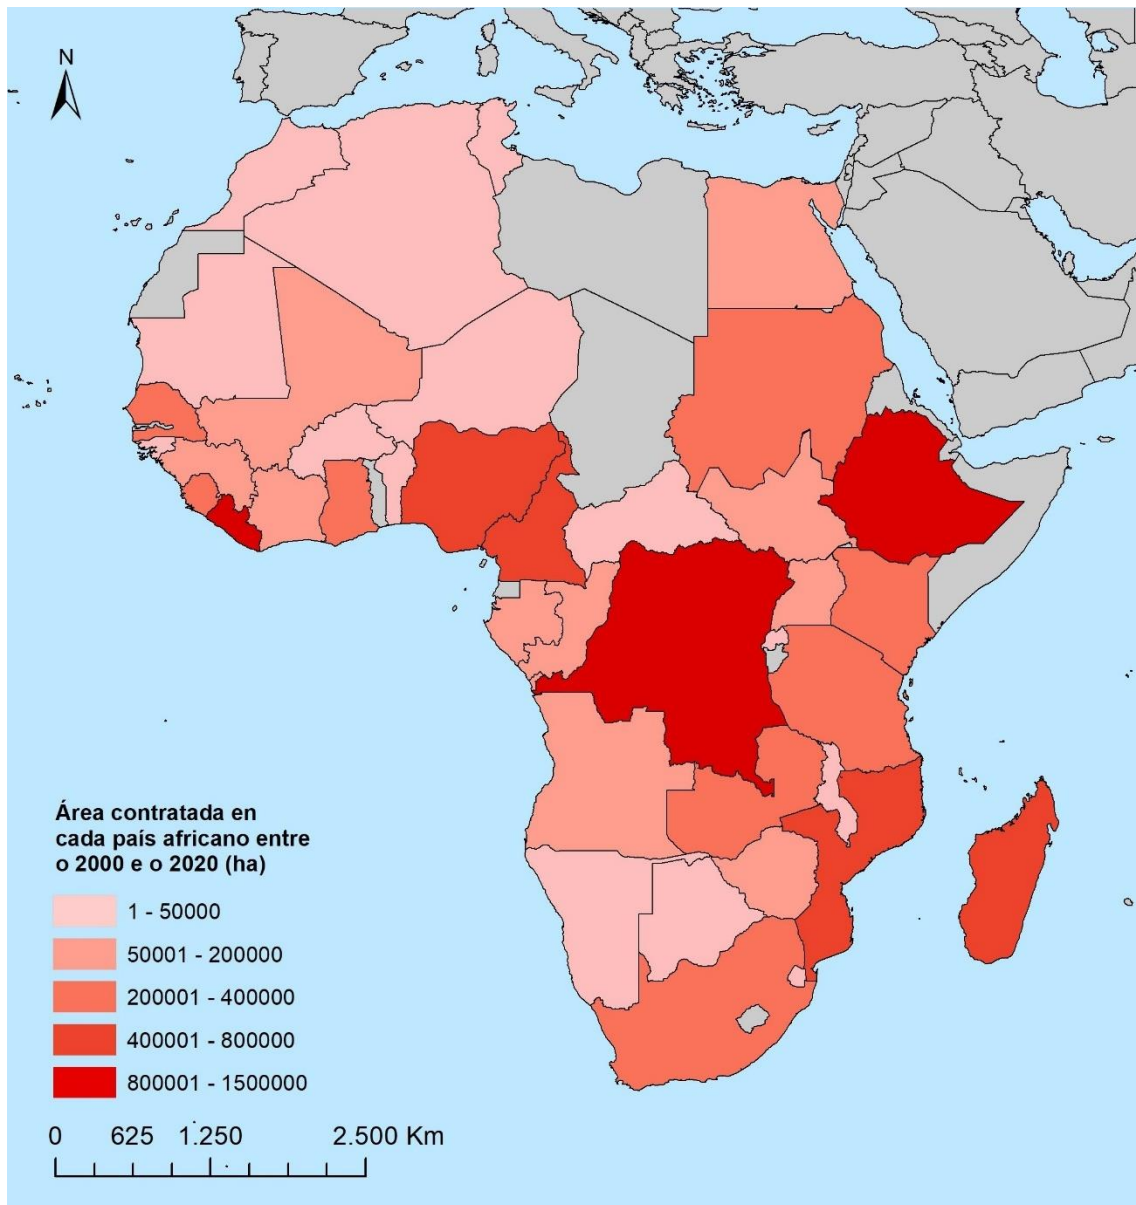 N
Área contratada en
cada país africano entre
o 2000 e o 2020 (ha)
1 - 50000
50001 - 200000
200001 - 400000
400001 - 800000
800001 - 1500000
0 625 1.250 2.500 Km